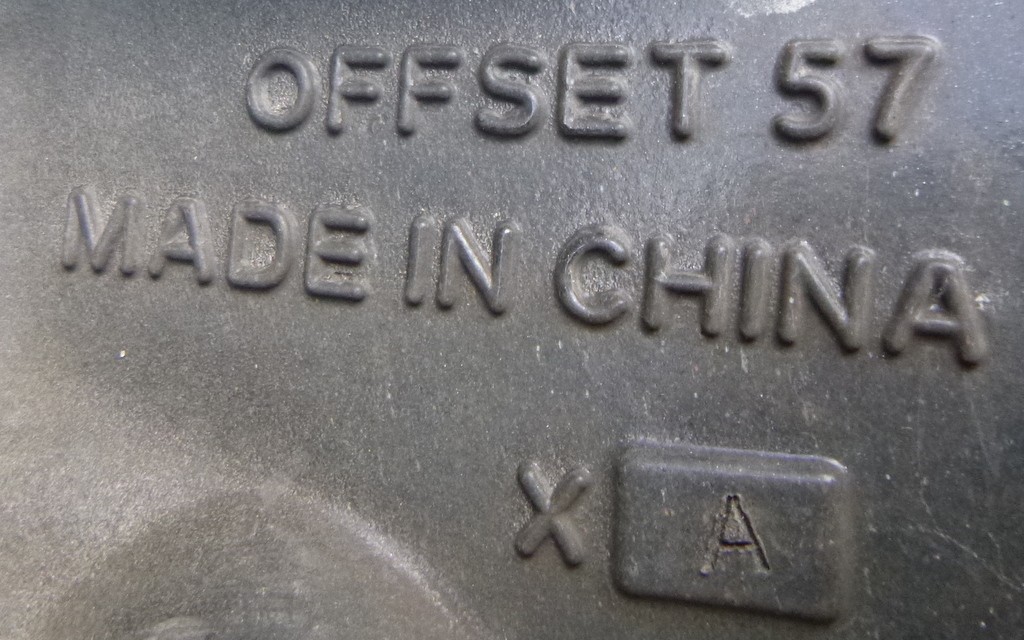 OFFSET 57
MADE IN CHINA
X A